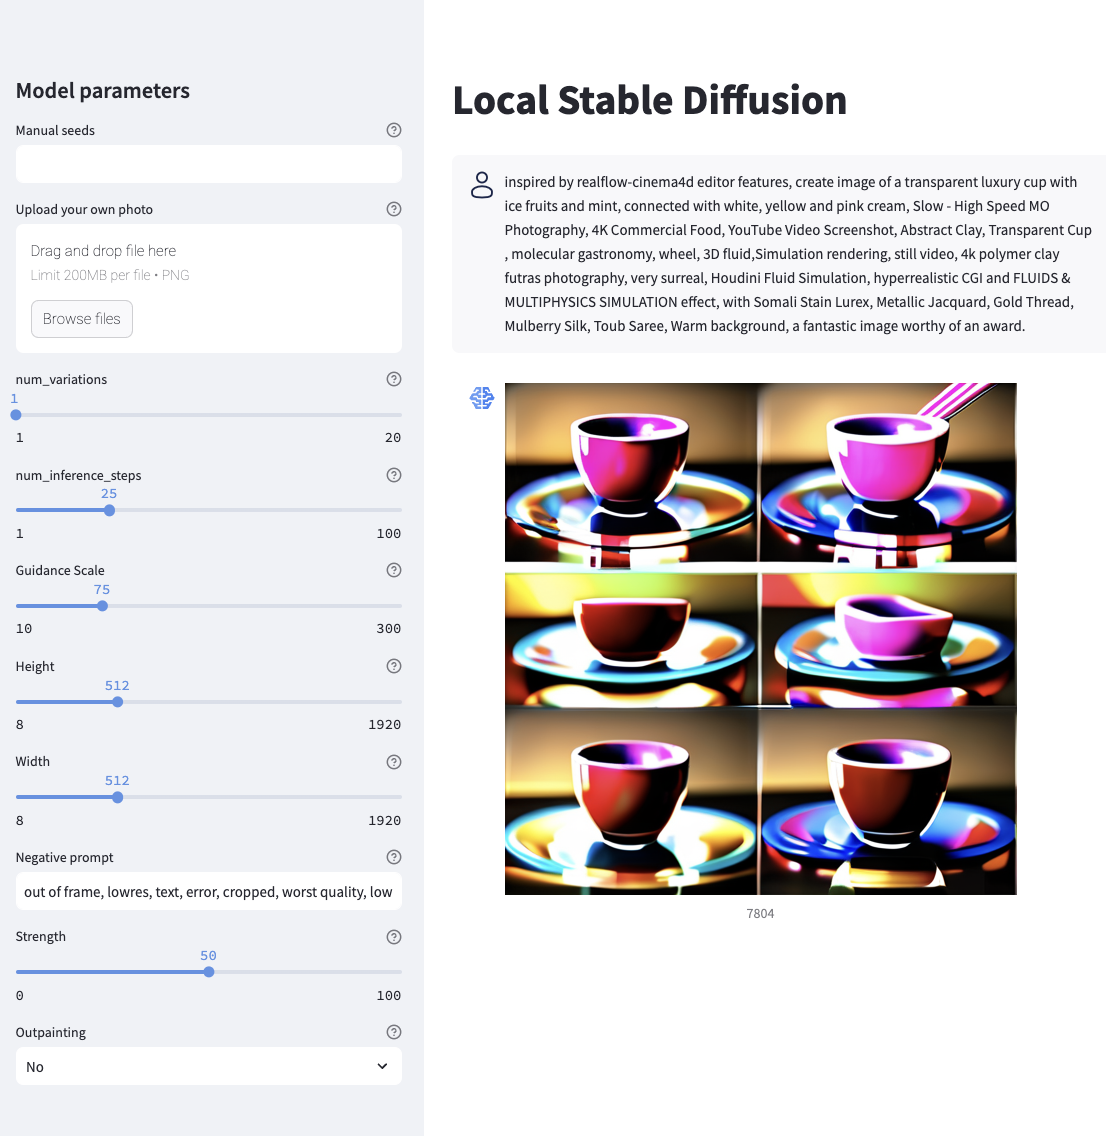 Model parameters
Manual seeds
Upload your own photo
Drag and drop file here
Limit 200MB per file • PNG
Browse files
num_variations
1
1 20
num_inference_steps
25
1 100
Guidance Scale
75
10 300
Height
512
8 1920
Width
512
8 1920
Negative prompt
out of frame, lowres, text, error, cropped, worst quality, low
Strength
50
0 100
Outpainting
No
Local Stable Diffusion
inspired by realflow-cinema4d editor features, create image of a transparent luxury cup with
ice fruits and mint, connected with white, yellow and pink cream, Slow - High Speed MO
Photography, 4K Commercial Food, YouTube Video Screenshot, Abstract Clay, Transparent Cup
, molecular gastronomy, wheel, 3D fluid,Simulation rendering, still video, 4k polymer clay
futras photography, very surreal, Houdini Fluid Simulation, hyperrealistic CGI and FLUIDS &
MULTIPHYSICS SIMULATION effect, with Somali Stain Lurex, Metallic Jacquard, Gold Thread,
Mulberry Silk, Toub Saree, Warm background, a fantastic image worthy of an award.
7804